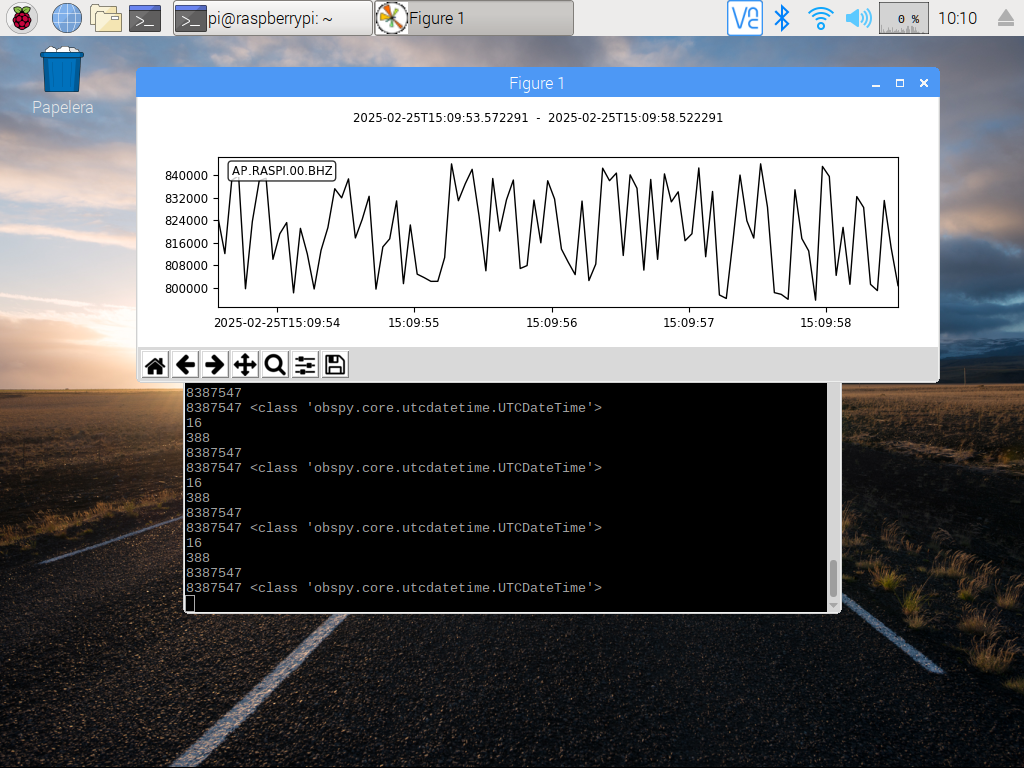 pi@raspberrypi: ~
Figure 1
0 %
10:10
Papelera
Figure 1
2025-02-25T15:09:53.572291 - 2025-02-25T15:09:58.522291
AP.RASPI.00.BHZ
840000
832000
824000
816000
808000
800000
2025-02-25T15:09:54 15:09:55 15:09:56 15:09:57 15:09:58
8387547
8387547 <class 'obspy.core.utcdatetime.UTCDateTime'>
16
388
8387547
8387547 <class 'obspy.core.utcdatetime.UTCDateTime'>
16
388
8387547
8387547 <class 'obspy.core.utcdatetime.UTCDateTime'>
16
388
8387547
8387547 <class 'obspy.core.utcdatetime.UTCDateTime'>